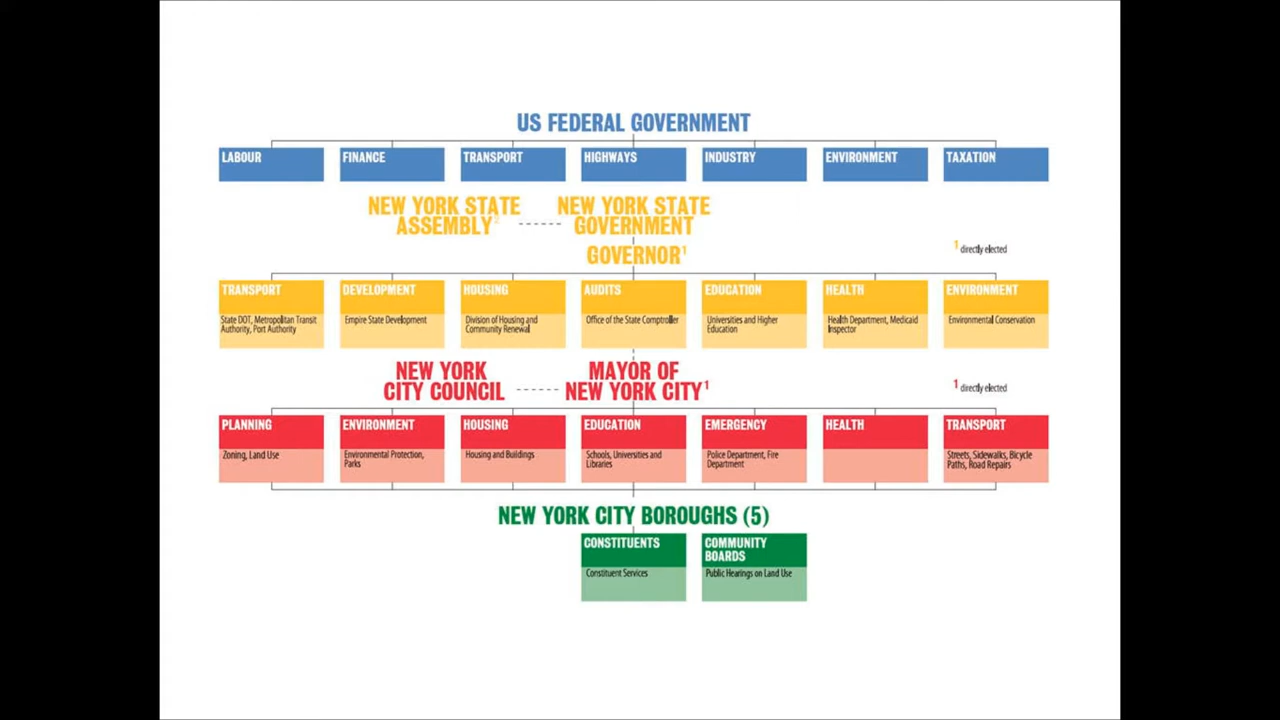 US FEDERAL GOVERNMENT
LABOUR
FINANCE
TRANSPORT
HIGHWAYS
INDUSTRY
ENVIRONMENT
TAXATION
NEW YORK STATE
ASSEMBLY²
NEW YORK STATE
GOVERNMENT
GOVERNOR¹
¹ directly elected
TRANSPORT
State DOT, Metropolitan Transit
Authority, Port Authority
DEVELOPMENT
Empire State Development
HOUSING
Division of Housing and
Community Renewal
AUDITS
Office of the State Comptroller
EDUCATION
Universities and Higher
Education
HEALTH
Health Department, Medicaid
Inspector
ENVIRONMENT
Environmental Conservation
NEW YORK
CITY COUNCIL
MAYOR OF
NEW YORK CITY¹
¹ directly elected
PLANNING
Zoning, Land Use
ENVIRONMENT
Environmental Protection,
Parks
HOUSING
Housing and Buildings
EDUCATION
Schools, Universities and
Libraries
EMERGENCY
Police Department, Fire
Department
HEALTH
TRANSPORT
Streets, Sidewalks, Bicycle
Paths, Road Repairs
NEW YORK CITY BOROUGHS (5)
CONSTITUENTS
Constituent Services
COMMUNITY
BOARDS
Public Hearings on Land Use